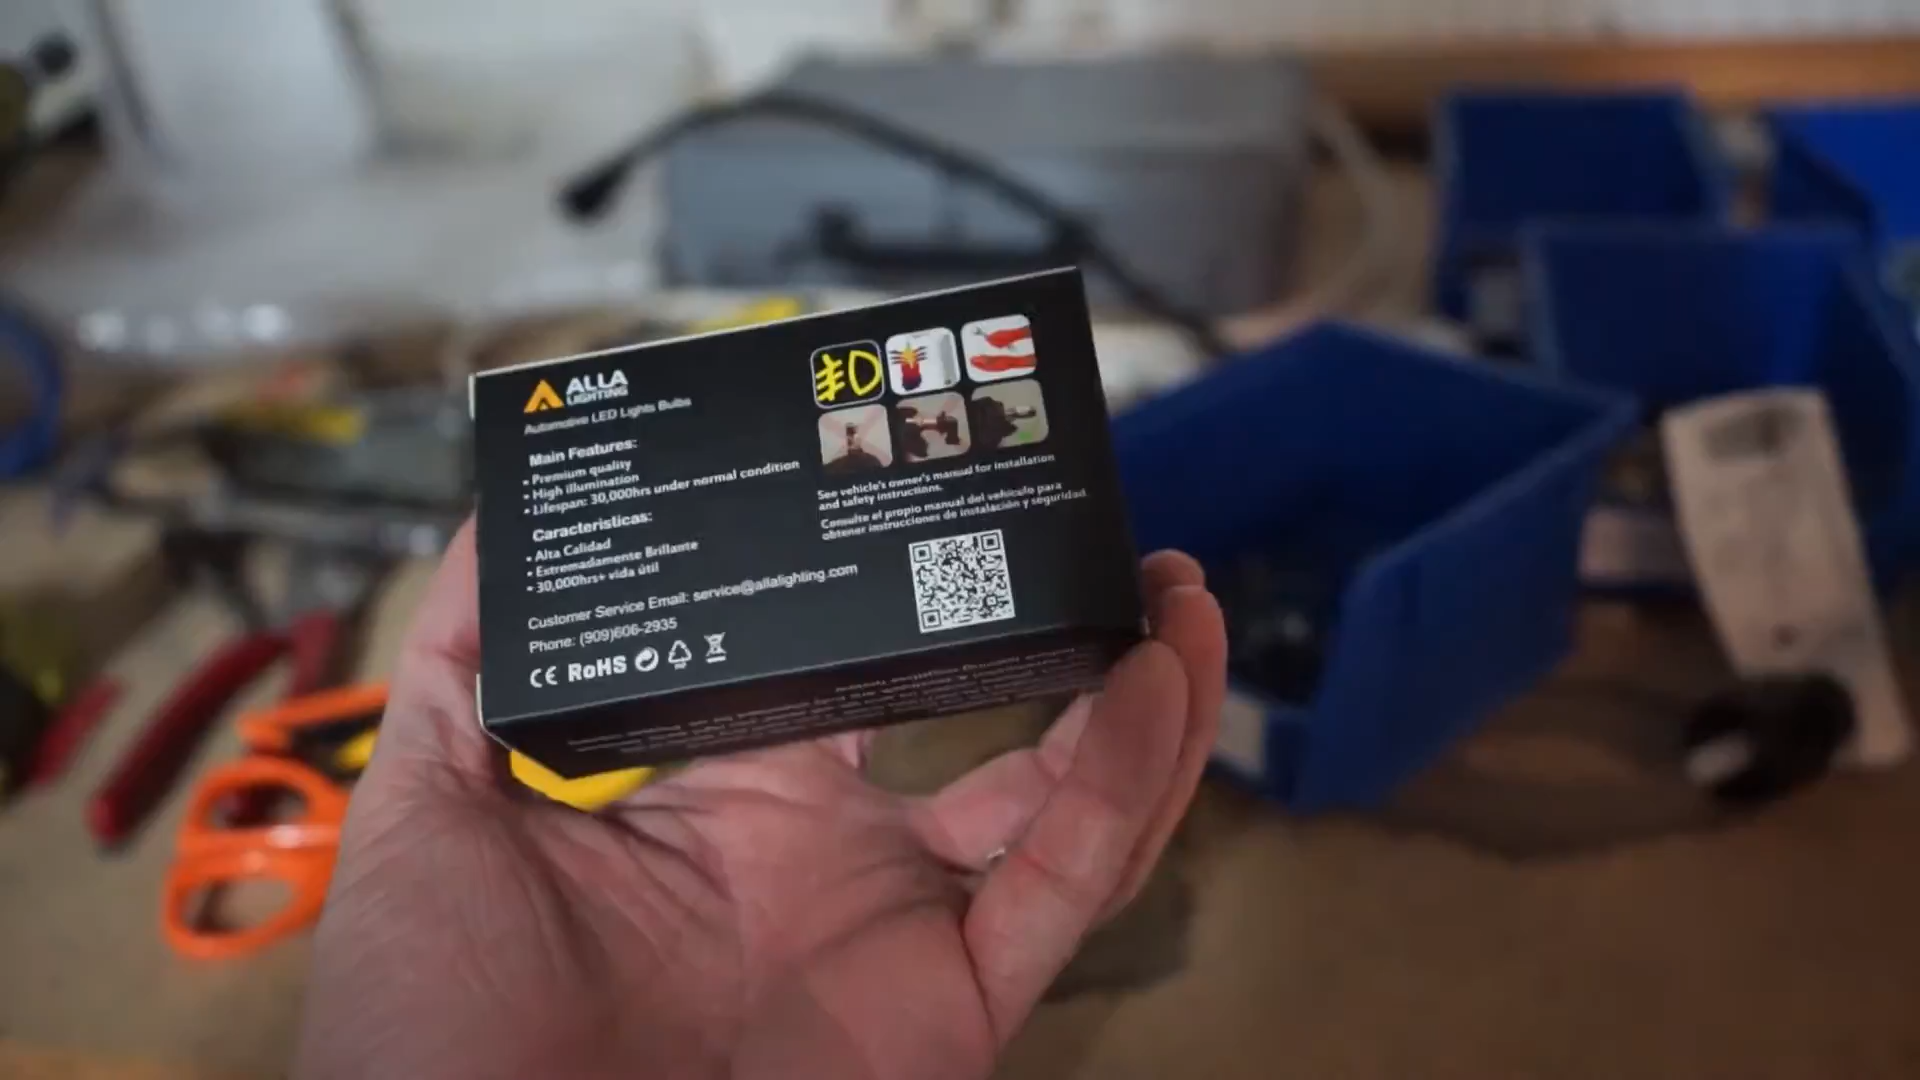 ALLA
LIGHTING
Automotive LED Lights Bulbs
Main Features:
• Premium quality
• High illumination
• Lifespan: 30,000hrs under normal condition
Características:
• Alta Calidad
• Extremadamente Brillante
• 30,000hrs+ vida útil
Customer Service Email: service@allalighting.com
Phone: (909)606-2935
CE RoHS
See vehicle's owner's manual for installation
and safety instructions.
Consulte el propio manual del vehículo para
obtener instrucciones de instalación y seguridad.